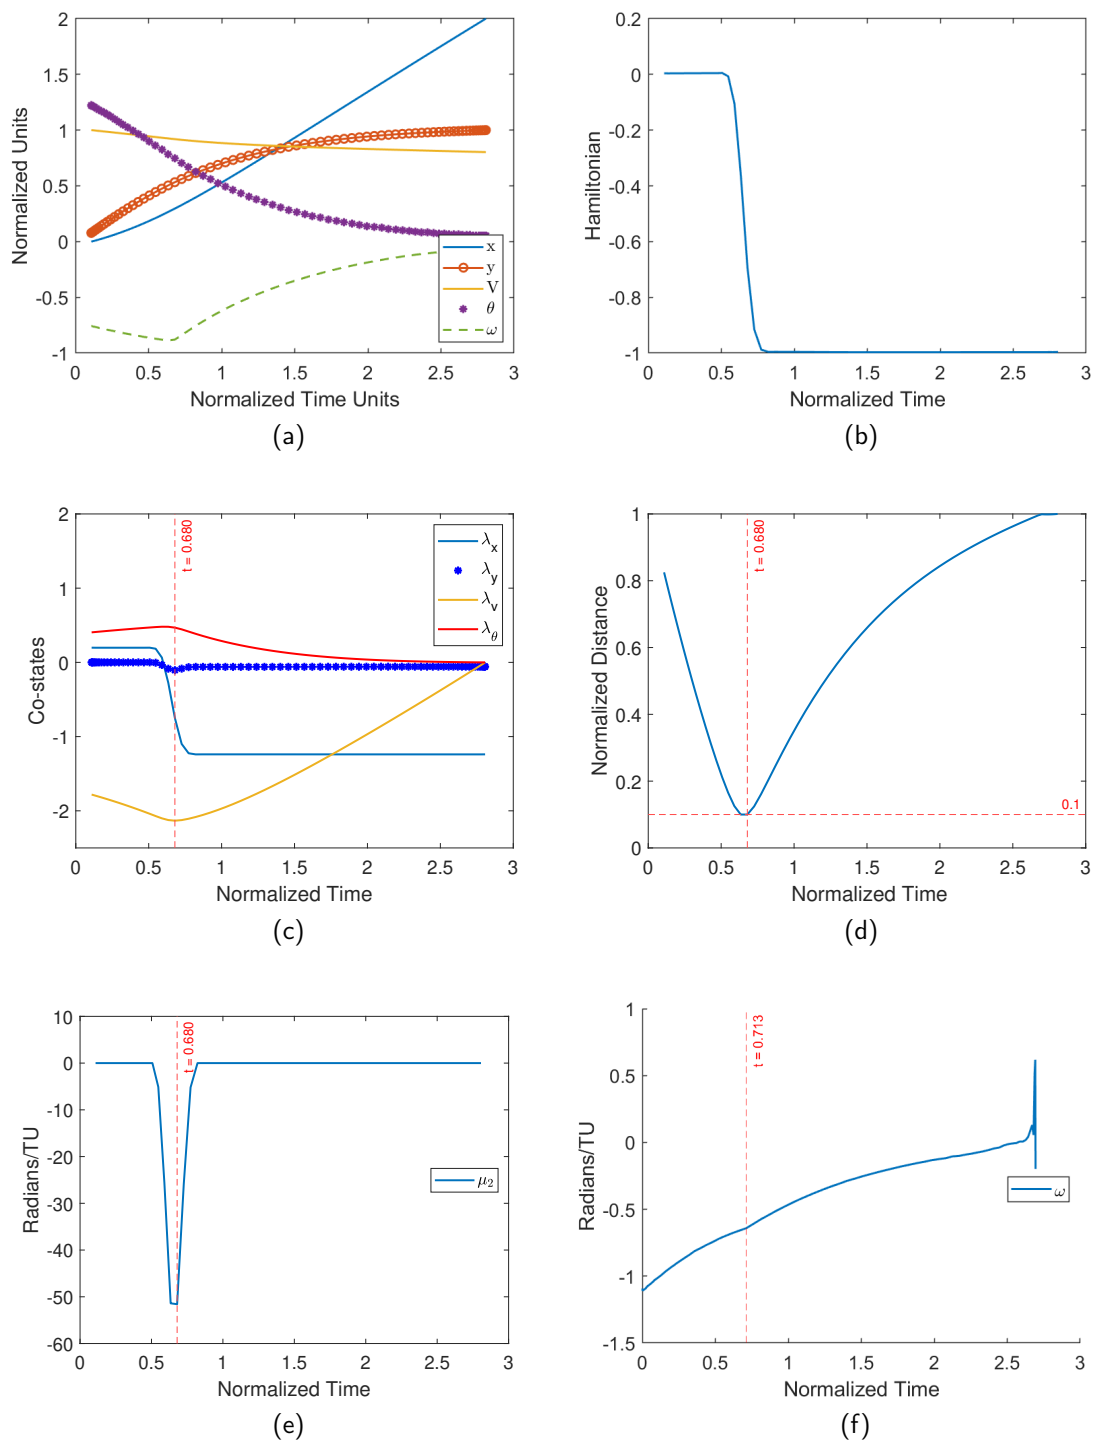 2
1.5
1
0.5
0
-0.5
-1
Normalized Units
0 0.5 1 1.5 2 2.5 3
Normalized Time Units
x
y
V
θ
ω
(a)
0.2
0
-0.2
-0.4
-0.6
-0.8
-1
Hamiltonian
0 0.5 1 1.5 2 2.5 3
Normalized Time
(b)
2
1
0
-1
-2
Co-states
t = 0.680
λx
λy
λv
λθ
0 0.5 1 1.5 2 2.5 3
Normalized Time
(c)
1
0.8
0.6
0.4
0.2
0
Normalized Distance
t = 0.680
0.1
0 0.5 1 1.5 2 2.5 3
Normalized Time
(d)
10
0
-10
-20
-30
-40
-50
-60
Radians/TU
t = 0.680
μ2
0 0.5 1 1.5 2 2.5 3
Normalized Time
(e)
1
0.5
0
-0.5
-1
-1.5
Radians/TU
t = 0.713
ω
0 0.5 1 1.5 2 2.5 3
Normalized Time
(f)